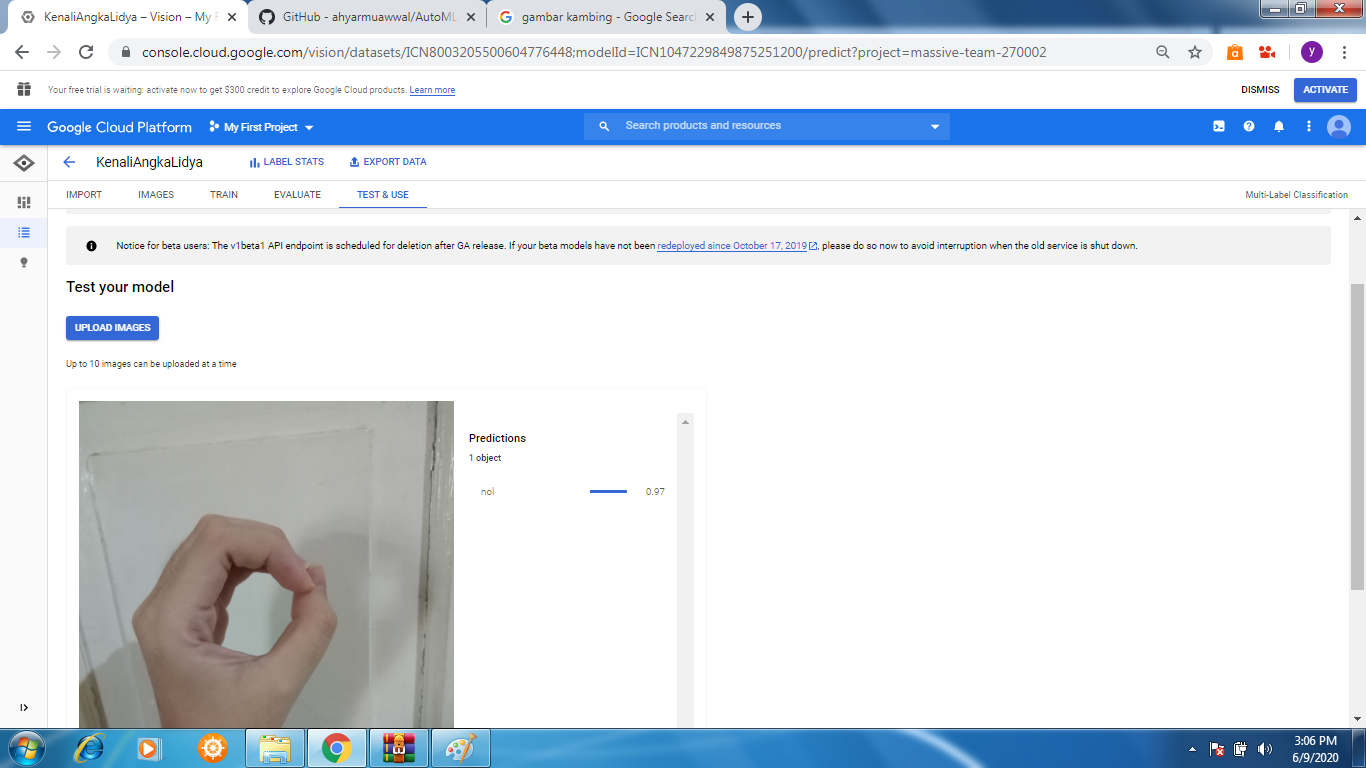 KenaliAngkaLidya – Vision – My F
GitHub - ahyarmuawwal/AutoML
gambar kambing - Google Search
console.cloud.google.com/vision/datasets/ICN8003205500604776448;modelId=ICN1047229849875251200/predict?project=massive-team-270002
y
Your free trial is waiting: activate now to get $300 credit to explore Google Cloud products. Learn more
DISMISS
ACTIVATE
Google Cloud Platform
My First Project
Search products and resources
KenaliAngkaLidya
LABEL STATS
EXPORT DATA
IMPORT
IMAGES
TRAIN
EVALUATE
TEST & USE
Multi-Label Classification
Notice for beta users: The v1beta1 API endpoint is scheduled for deletion after GA release. If your beta models have not been redeployed since October 17, 2019, please do so now to avoid interruption when the old service is shut down.
Test your model
UPLOAD IMAGES
Up to 10 images can be uploaded at a time
Predictions
1 object
nol 0.97
3:06 PM
6/9/2020